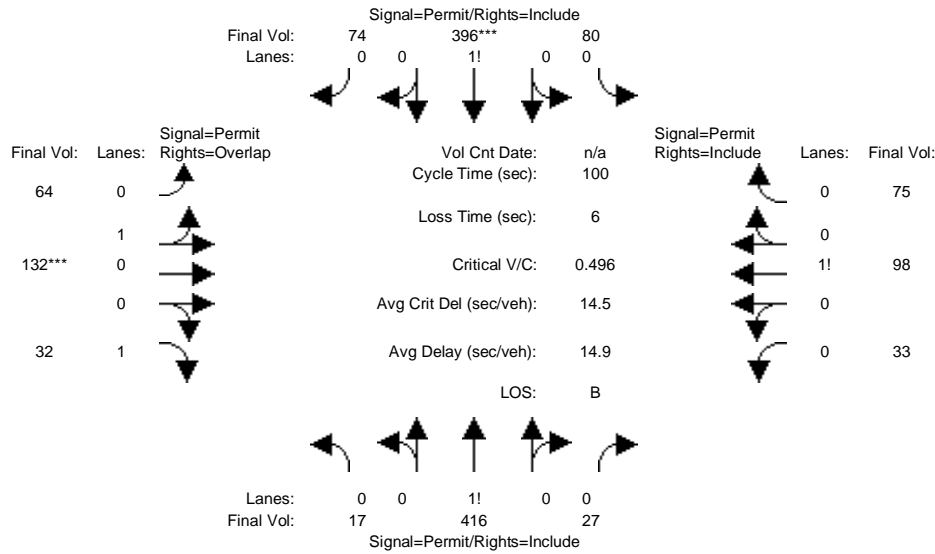 Signal=Permit/Rights=Include
Final Vol: 74 396*** 80
Lanes: 0 0 1! 0 0
Signal=Permit
Final Vol: Lanes: Rights=Overlap
Vol Cnt Date: n/a
Signal=Permit
Rights=Include Lanes: Final Vol:
Cycle Time (sec): 100
64 0
0 75
Loss Time (sec): 6
1
0
132*** 0
Critical V/C: 0.496
1! 98
0
Avg Crit Del (sec/veh): 14.5
0
32 1
Avg Delay (sec/veh): 14.9
0 33
LOS: B
Lanes: 0 0 1! 0 0
Final Vol: 17 416 27
Signal=Permit/Rights=Include